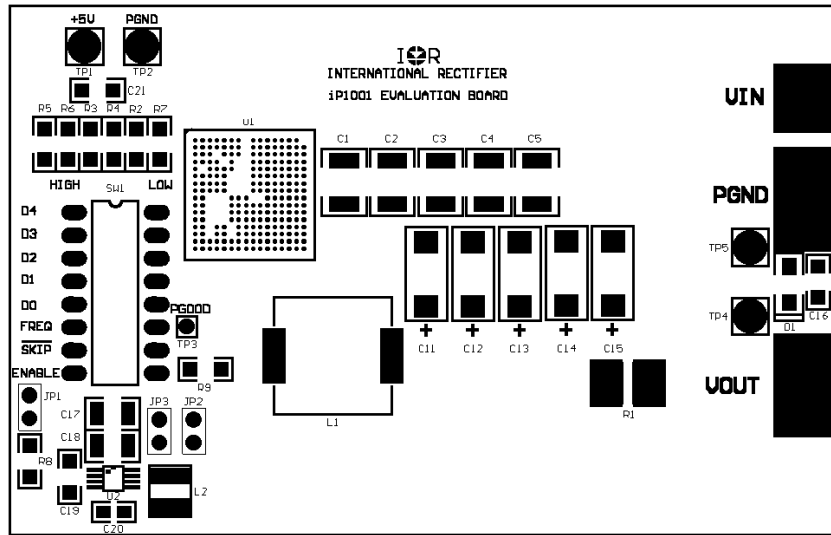 +5V PGND
TP1 TP2
C21
IOR
INTERNATIONAL RECTIFIER
iP1001 EVALUATION BOARD
VIN
R5 R6 R3 R4 R2 R7
U1
C1 C2 C3 C4 C5
HIGH SW1 LOW
PGND
D4
D3
D2
D1
D0
FREQ
SKIP
ENABLE
PGOOD
TP3
R9
TP5
TP4
D1
C16
C11 C12 C13 C14 C15
VOUT
R1
L1
JP1
C17
JP3 JP2
C18
R8
C19
U2
L2
C20